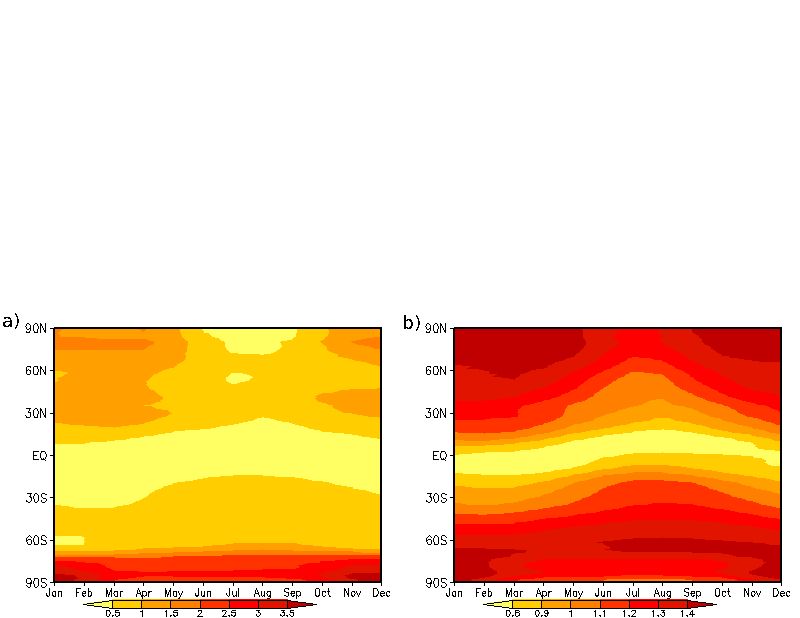 a)
90N
60N
30N
EQ
30S
60S
90S
Jan Feb Mar Apr May Jun Jul Aug Sep Oct Nov Dec
0.5 1 1.5 2 2.5 3 3.5
b)
90N
60N
30N
EQ
30S
60S
90S
Jan Feb Mar Apr May Jun Jul Aug Sep Oct Nov Dec
0.8 0.9 1 1.1 1.2 1.3 1.4